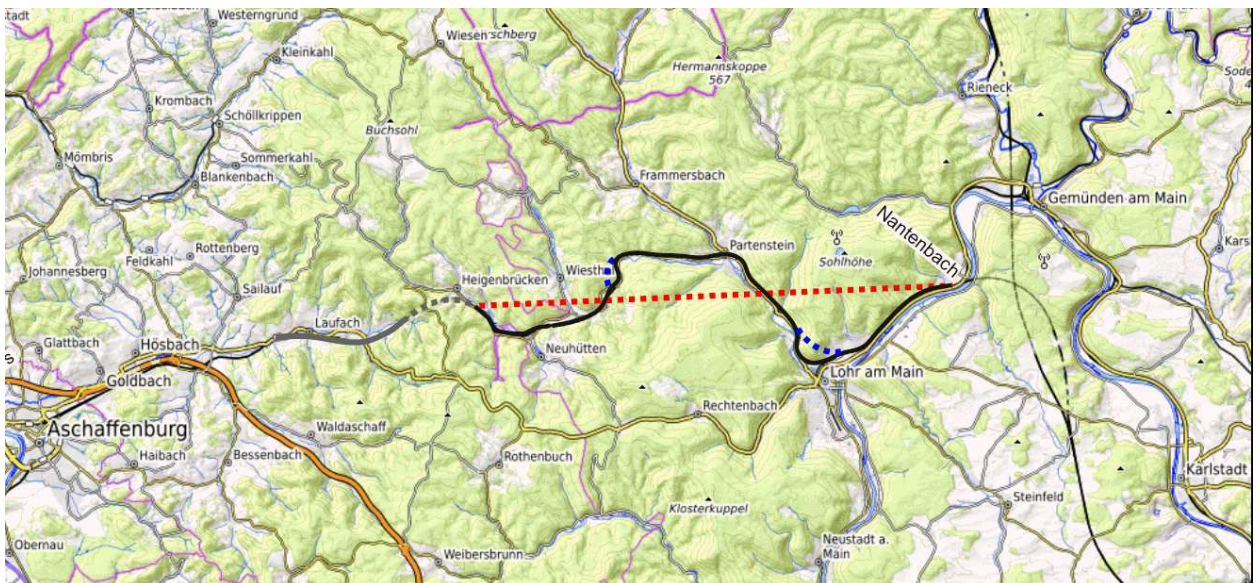 Westerngrund
Wiesen
Kleinkahl
Hermannskoppe
567
Rieneck
Krombach
Schöllkrippen
Buchsohl
Mömbris
Sommerkahl
Blankenbach
Frammersbach
Gemünden am Main
Rottenberg
Feldkahl
Nantenbach
Partenstein
Sohlhöhe
Johannesberg
Heigenbrücken
Wiesth
Sailauf
Laufach
Glattbach
Hösbach
Neuhütten
Goldbach
Lohr am Main
Rechtenbach
Aschaffenburg
Waldaschaff
Haibach
Bessenbach
Rothenbuch
Karlstadt
Steinfeld
Klosterkuppel
Obernau
Weibersbrunn
Neustadt a.
Main